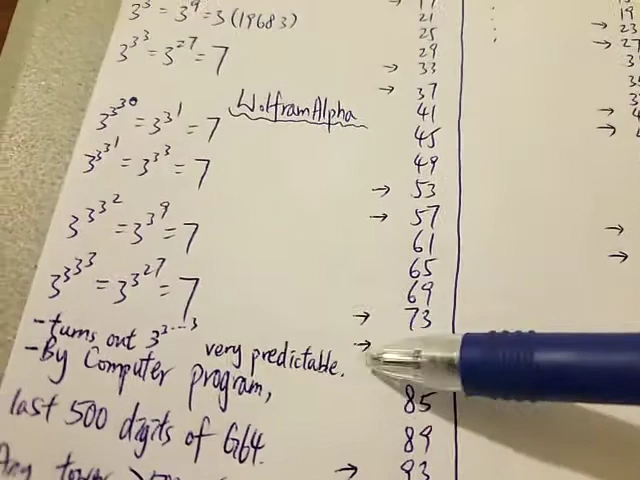 3^3 = 3^9 = 3 (19683)
3^3^3 = 3^27 = 7
WolframAlpha
3^3^3^0 = 3^3^1 = 7
3^3^3^1 = 3^3^3 = 7
3^3^3^2 = 3^3^9 = 7
3^3^3^3 = 3^3^27 = 7
- turns out 3^3---3 very predictable.
- By Computer program,
last 500 digits of G64.
Any tower
21
25
29
→ 33
→ 37
41
45
49
→ 53
→ 57
61
65
69
→ 73
→
85
89
→ 93
19
→ 23
→ 27
→
→
→
→